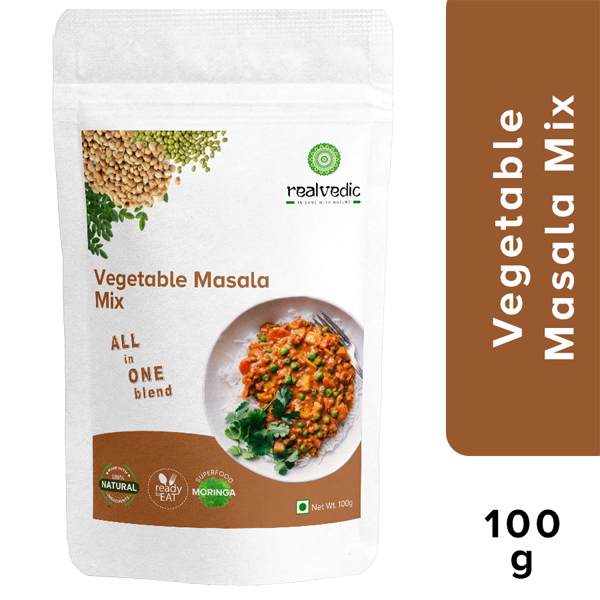 realvedic
IN SYNC WITH NATURE
Vegetable Masala
Mix
ALL
in
ONE
blend
100%
NATURAL
ready
to
EAT
SUPERFOOD
MORINGA
Net Wt. 100g
Vegetable
Masala Mix
100
g